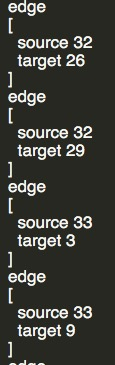 edge
[
source 32
target 26
]
edge
[
source 32
target 29
]
edge
[
source 33
target 3
]
edge
[
source 33
target 9
]
edge